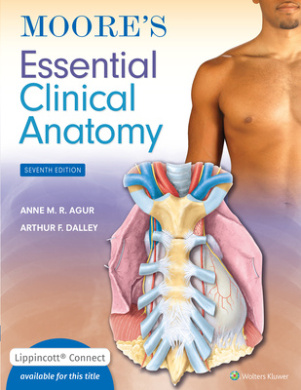 MOORE'S
Essential
Clinical
Anatomy
SEVENTH EDITION
ANNE M. R. AGUR
ARTHUR F. DALLEY
Lippincott® Connect
available for this title
Wolters Kluwer